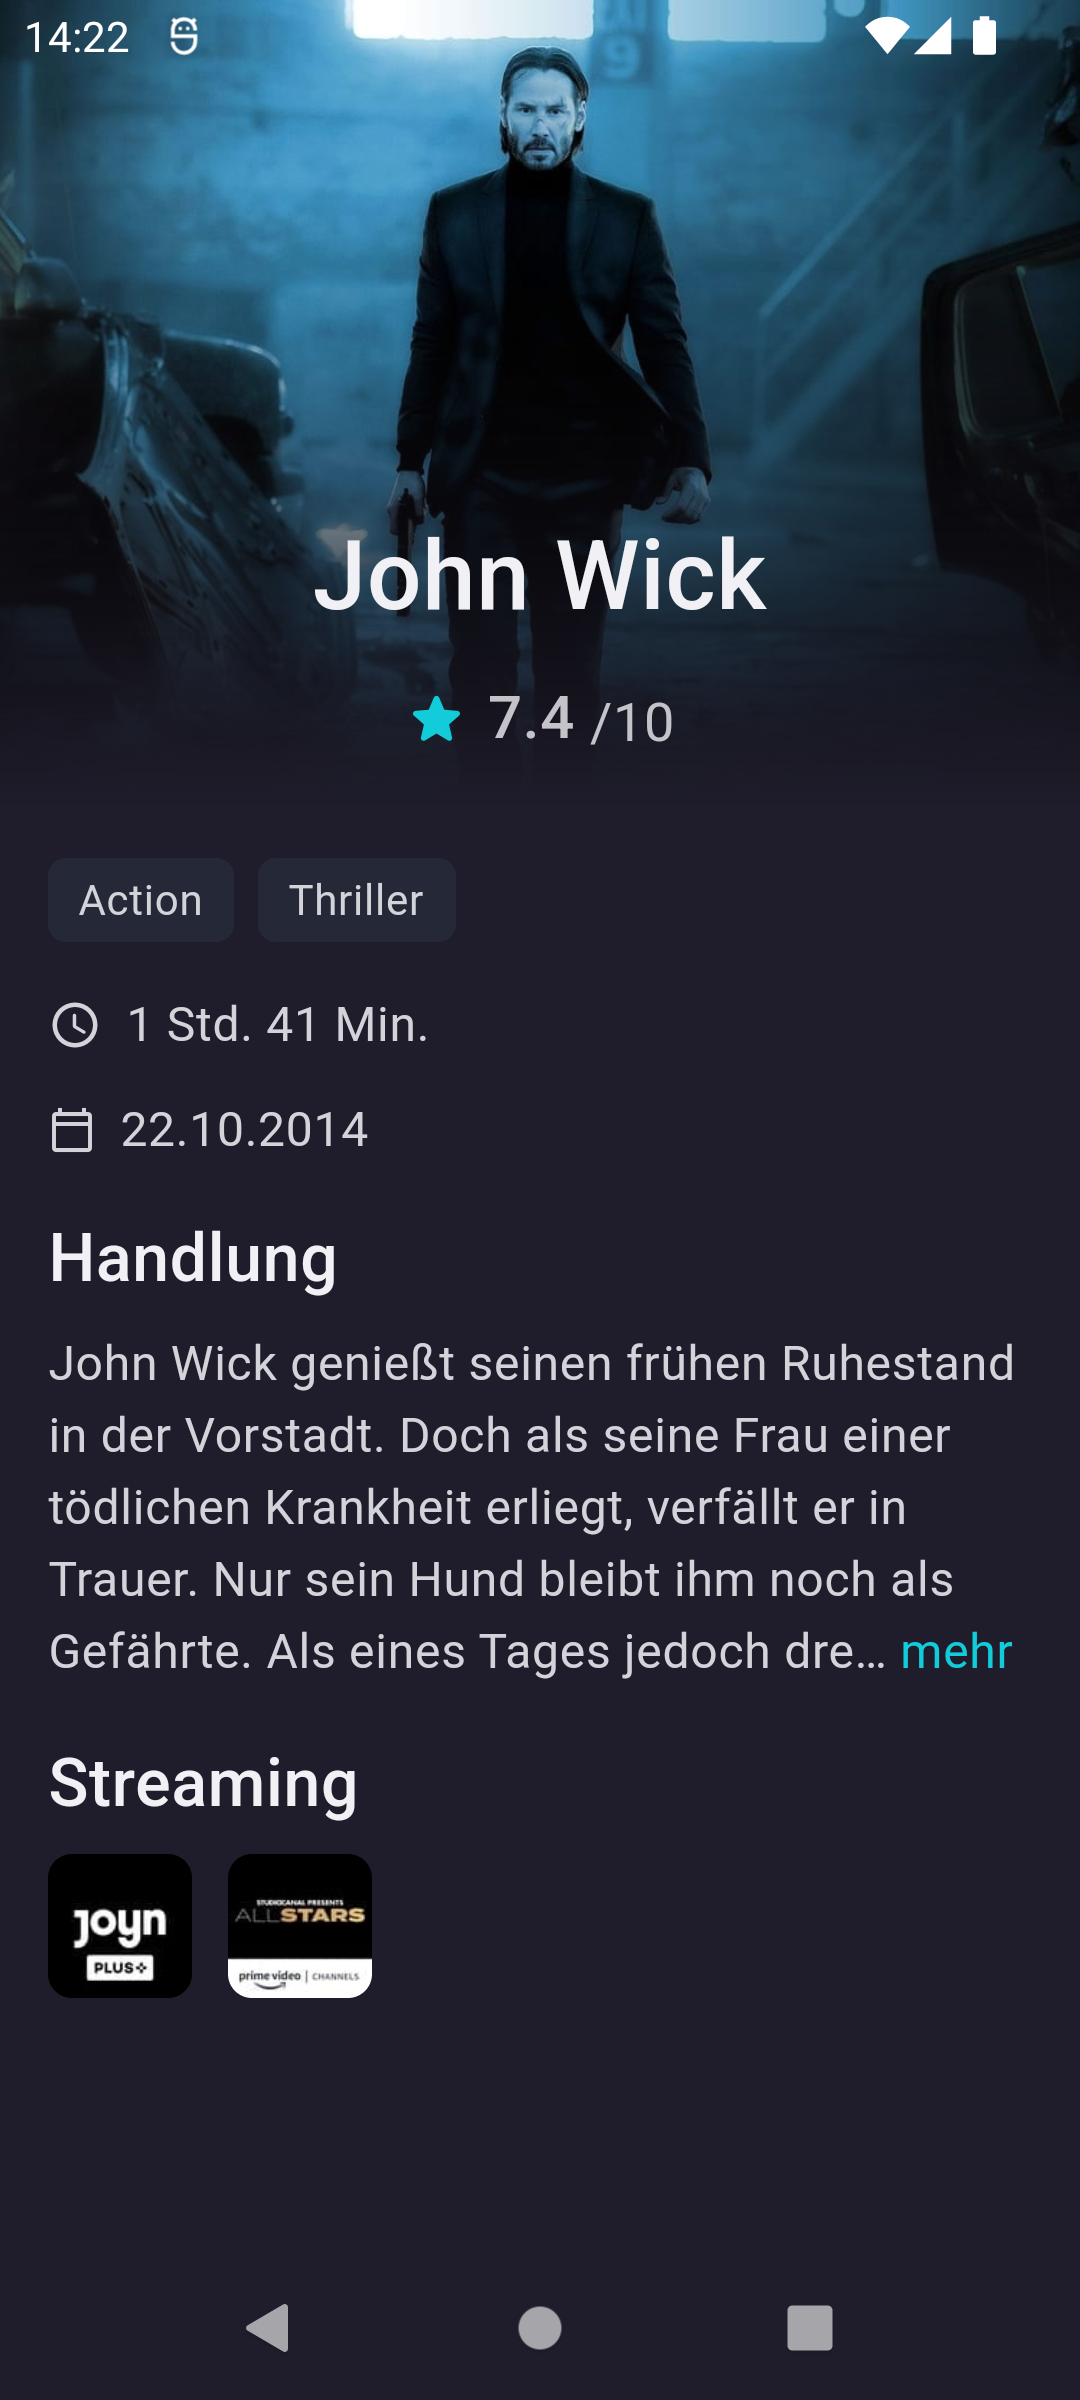 14:22
9
John Wick
7.4 /10
Action Thriller
1 Std. 41 Min.
22.10.2014
Handlung
John Wick genießt seinen frühen Ruhestand
in der Vorstadt. Doch als seine Frau einer
tödlichen Krankheit erliegt, verfällt er in
Trauer. Nur sein Hund bleibt ihm noch als
Gefährte. Als eines Tages jedoch dre… mehr
Streaming
joyn
PLUS+
STUDIOCANAL PRESENTS
ALLSTARS
prime video | CHANNELS